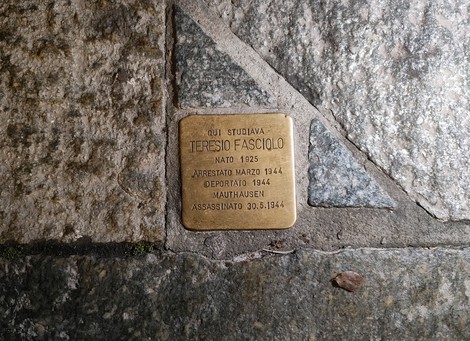 QUI STUDIAVA
TERESIO FASCIOLO
NATO 1925
ARRESTATO MARZO 1944
DEPORTATO 1944
MAUTHAUSEN
ASSASSINATO 30.5.1944